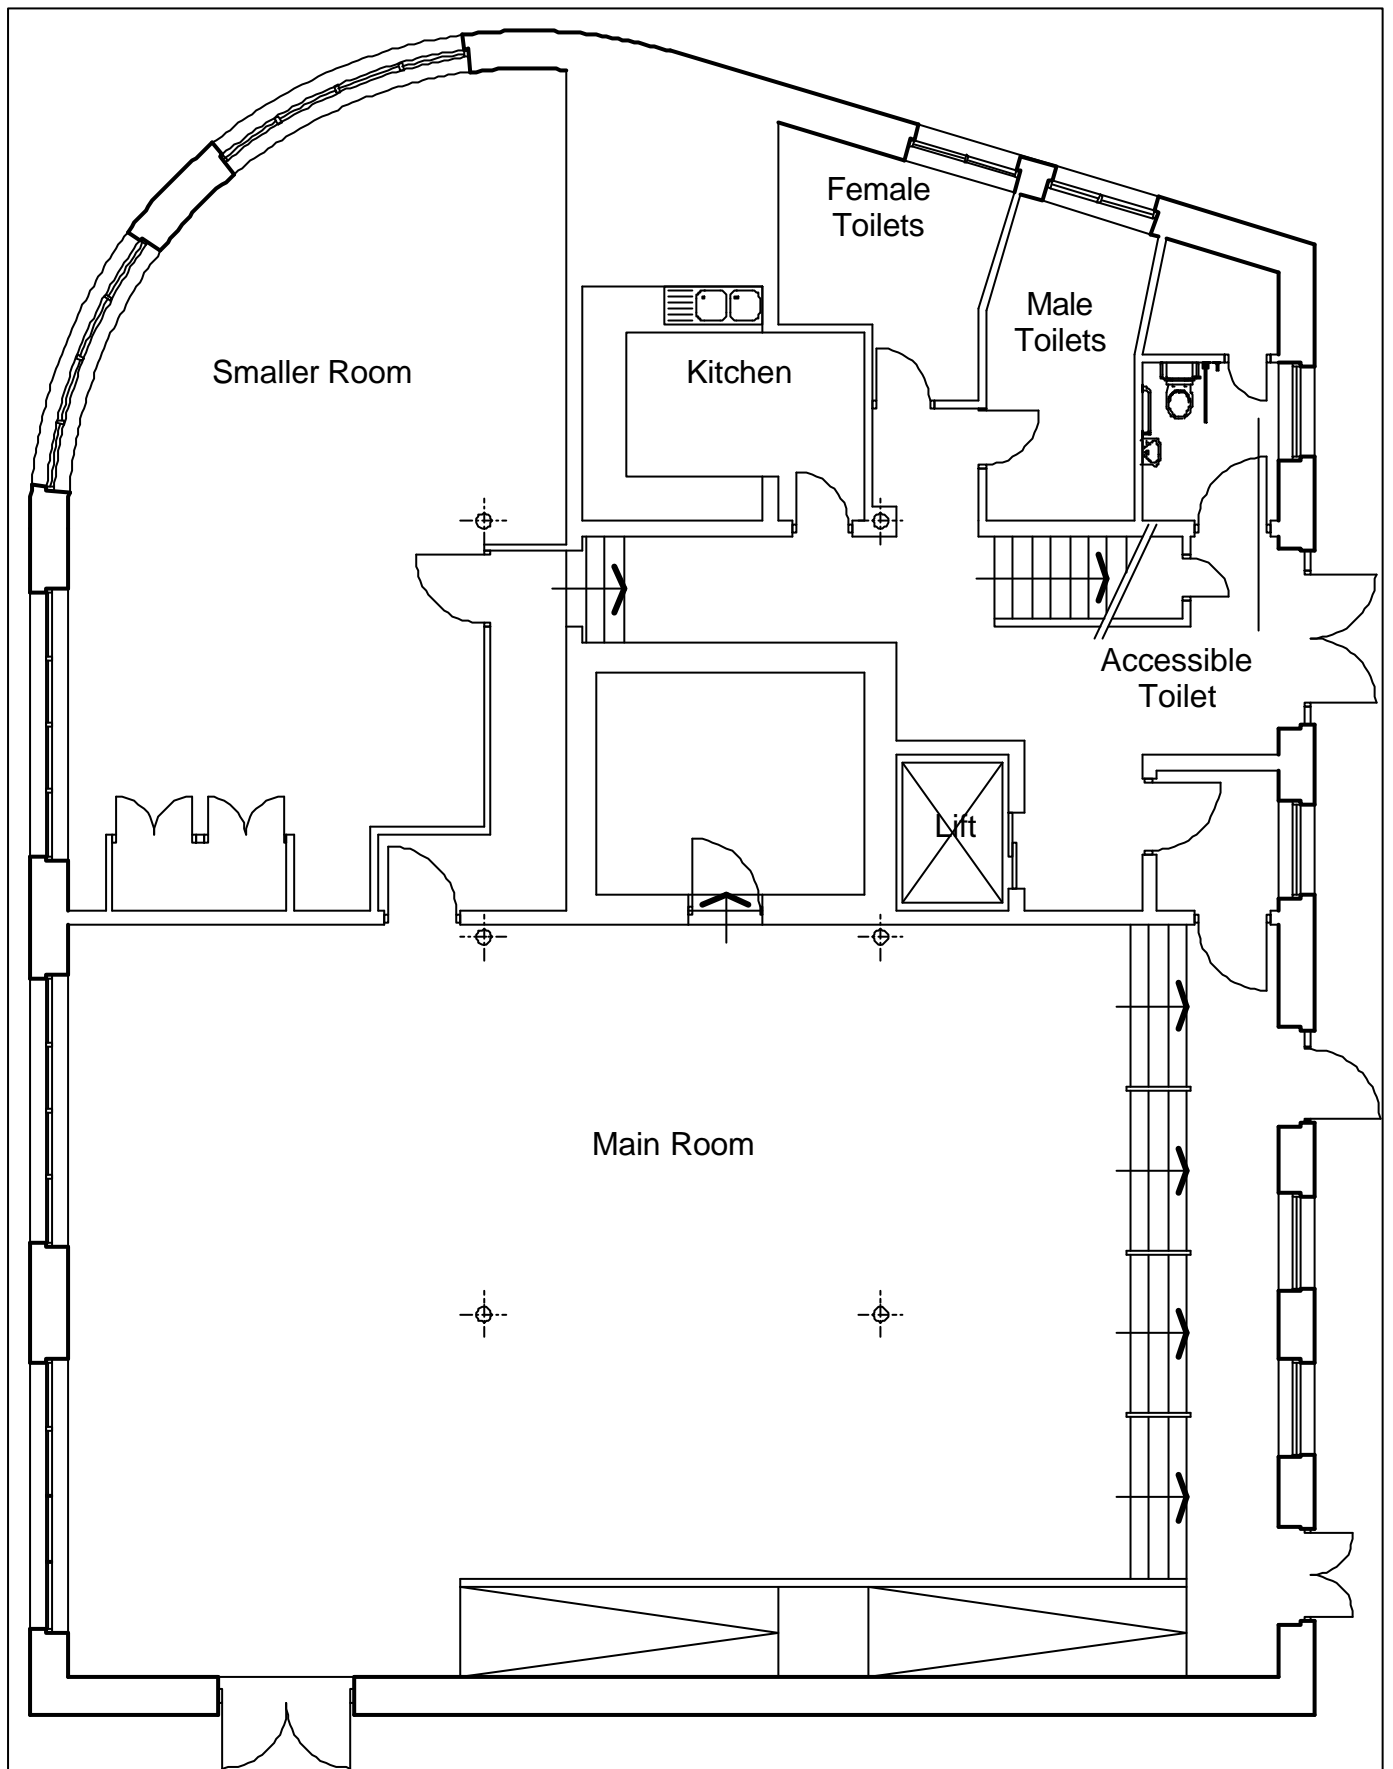 Female
Toilets
Male
Toilets
Smaller Room
Kitchen
Accessible
Toilet
Lift
Main Room